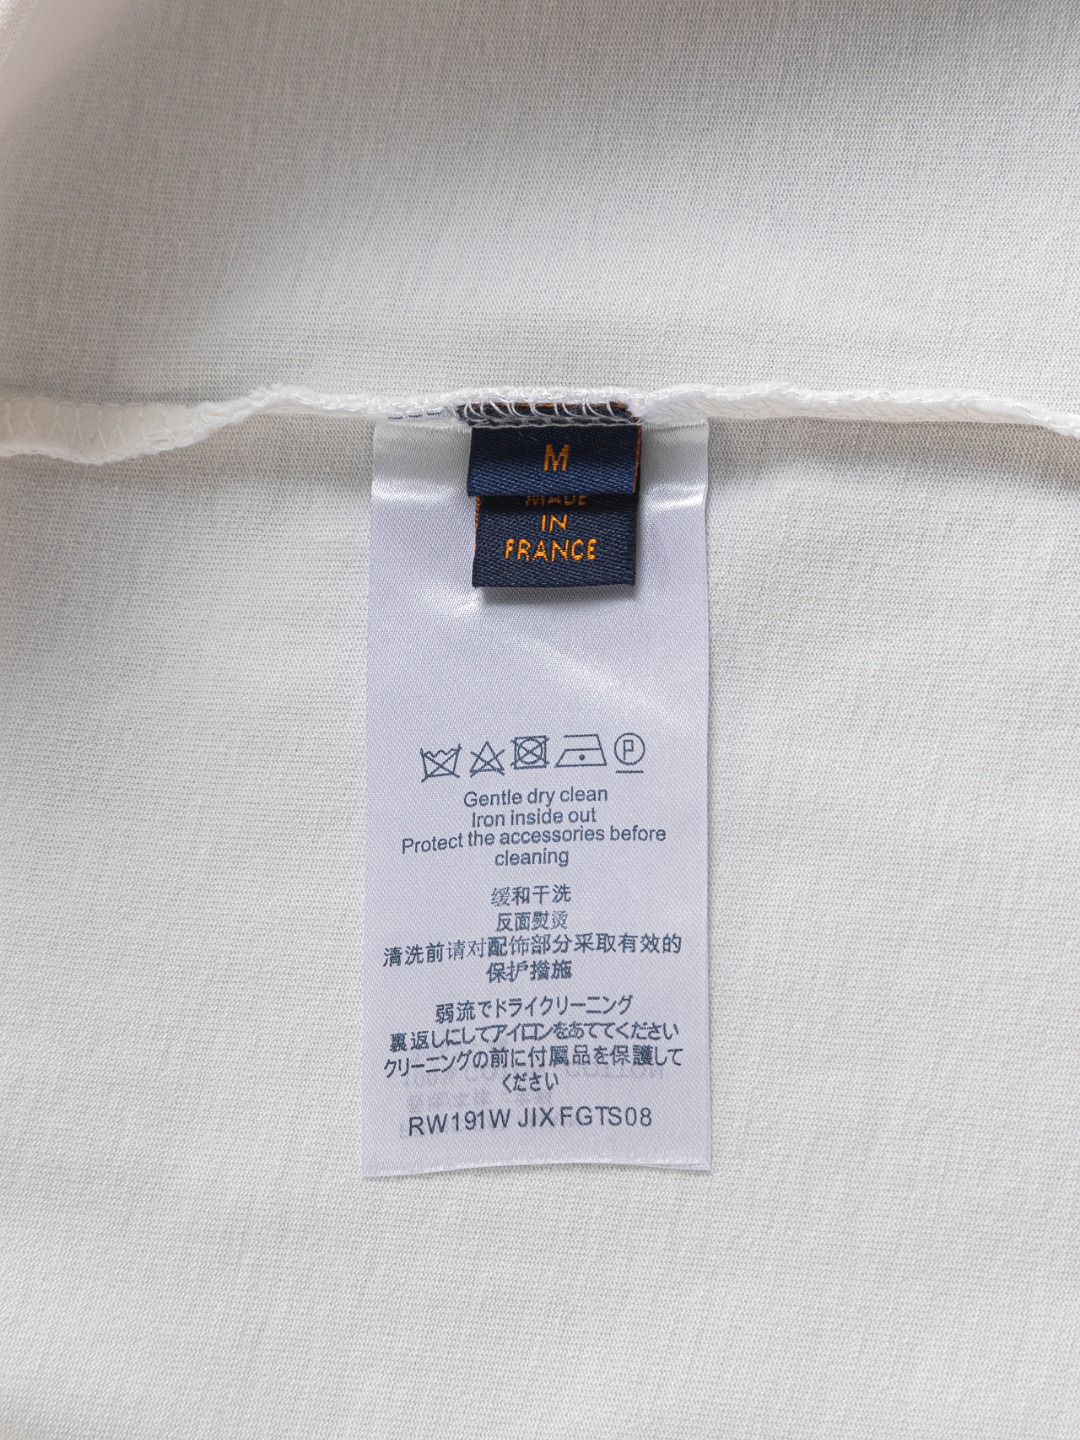 M
MADE
IN
FRANCE
P
Gentle dry clean
Iron inside out
Protect the accessories before
cleaning
缓和干洗
反面熨烫
清洗前请对配饰部分采取有效的
保护措施
弱流でドライクリーニング
裏返しにしてアイロンをあててください
クリーニングの前に付属品を保護して
ください
RW191W JIXFGTS08